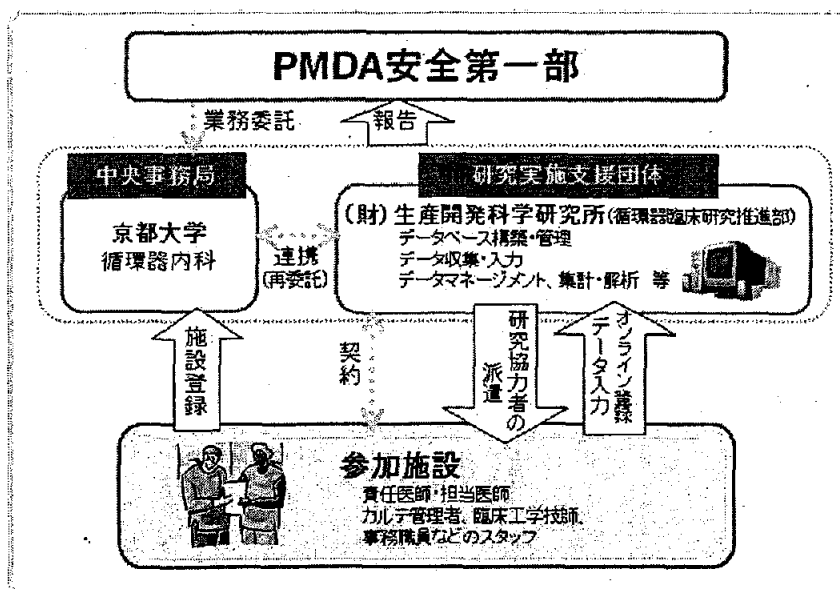 PMDA安全第一部
業務委託
報告
中央事務局
京都大学
循環器内科
連携
(再委託)
研究実施支援団体
(財)生産開発科学研究所(循環器臨床研究推進部)
データベース構築・管理
データ収集・入力
データマネージメント、集計・解析 等
施設登録
契約
研究協力者の
派遣
オンライン登録
データ入力
参加施設
責任医師・担当医師
カルテ管理者、臨床工学技師、
事務職員などのスタッフ